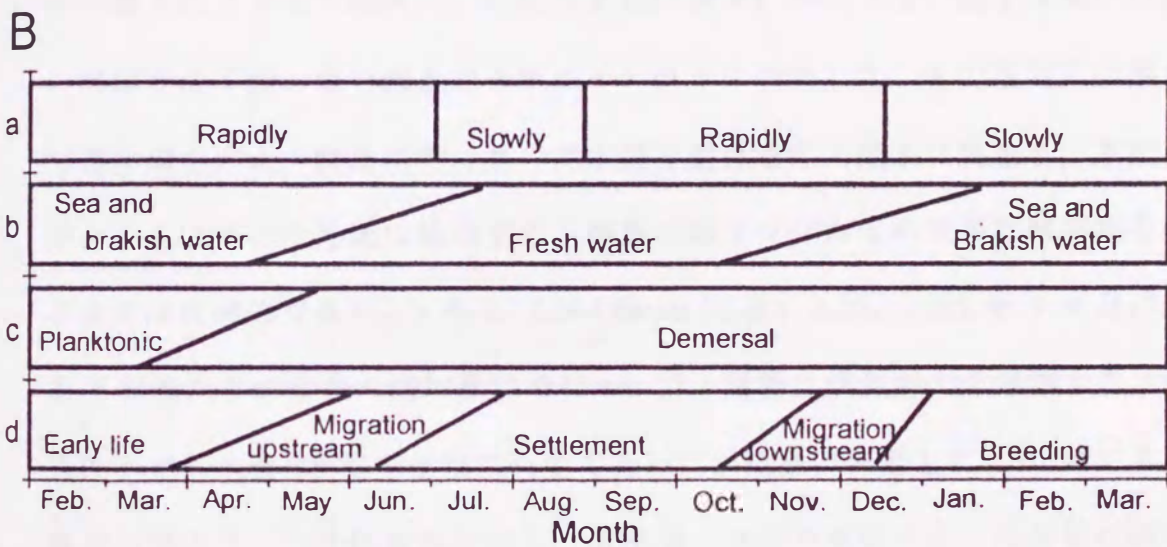 B
a
Rapidly
Slowly
Rapidly
Slowly
b
Sea and
brakish water
Fresh water
Sea and
Brakish water
c
Planktonic
Demersal
d
Early life
Migration
upstream
Settlement
Migration
downstream
Breeding
Feb. Mar. Apr. May Jun. Jul. Aug. Sep. Oct. Nov. Dec. Jan. Feb. Mar.
Month